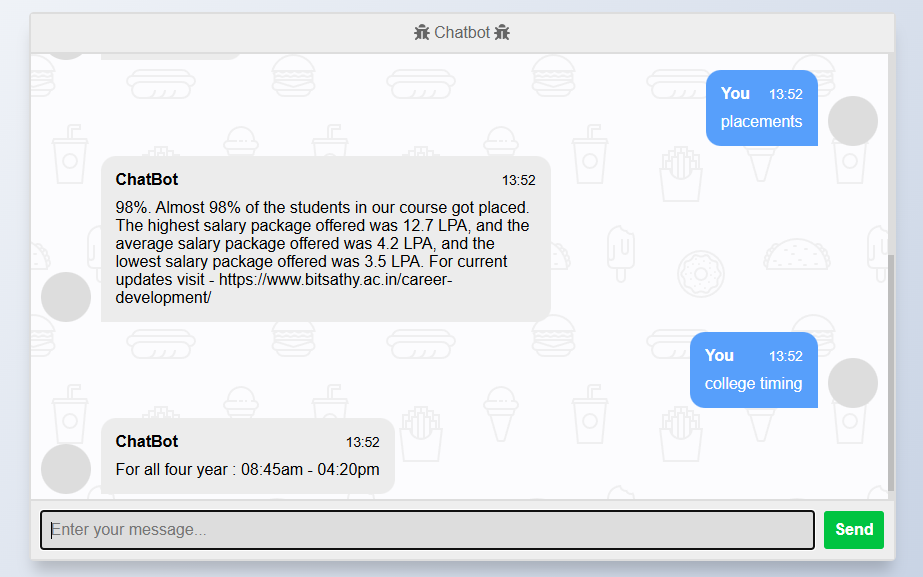 Chatbot
You 13:52
placements
ChatBot 13:52
98%. Almost 98% of the students in our course got placed.
The highest salary package offered was 12.7 LPA, and the
average salary package offered was 4.2 LPA, and the
lowest salary package offered was 3.5 LPA. For current
updates visit - https://www.bitsathy.ac.in/career-
development/
You 13:52
college timing
ChatBot 13:52
For all four year : 08:45am - 04:20pm
Enter your message...
Send